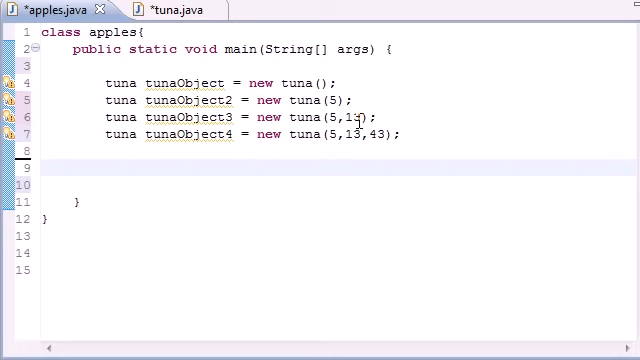 *apples.java *tuna.java
1 class apples{
2 public static void main(String[] args) {
3
4 tuna tunaObject = new tuna();
5 tuna tunaObject2 = new tuna(5);
6 tuna tunaObject3 = new tuna(5,13);
7 tuna tunaObject4 = new tuna(5,13,43);
8
9
10
11 }
12 }
13
14
15